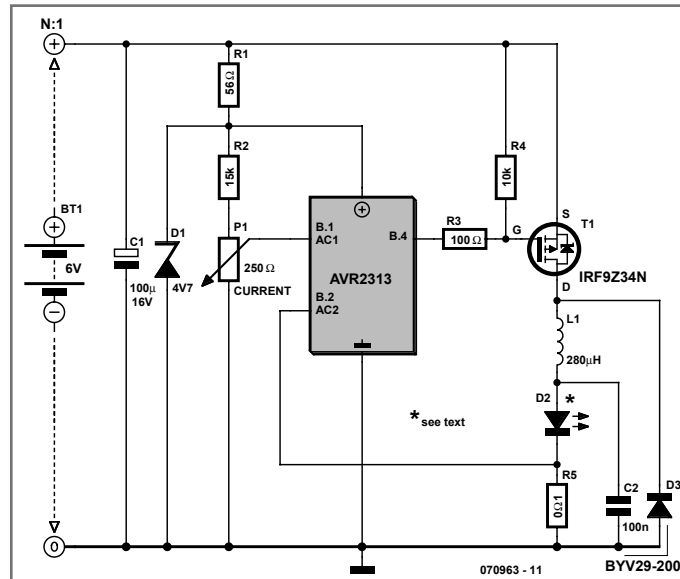 N:1
+
R1
56Ω
R2
15k
P1
250 Ω
CURRENT
BT1
+
6V
−
C1
100µ
16V
D1
4V7
B.1
AC1
B.2
AC2
AVR2313
B.4
+
R3
100 Ω
R4
10k
G
S
T1
IRF9Z34N
D
L1
280µH
D2
*
* see text
R5
0Ω1
C2
100n
D3
BYV29-200
0
070963 - 11